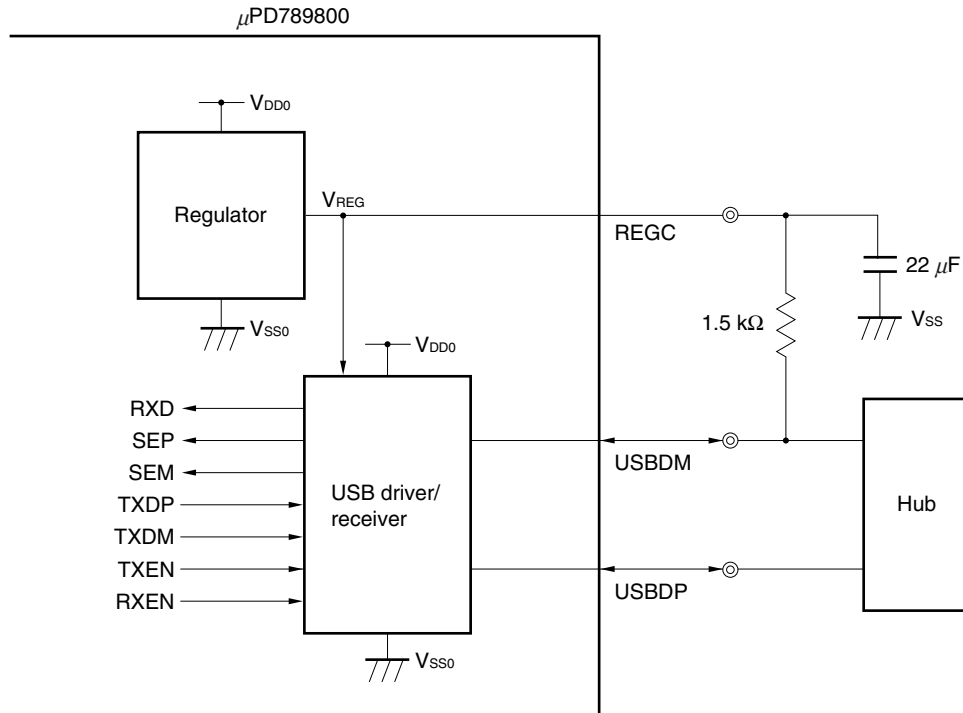 μPD789800
VDD0
Regulator
VREG
REGC
22 μF
1.5 kΩ
VSS
VSS0
VDD0
RXD
SEP
SEM
TXDP
TXDM
TXEN
RXEN
USB driver/
receiver
USBDM
USBDP
Hub
VSS0